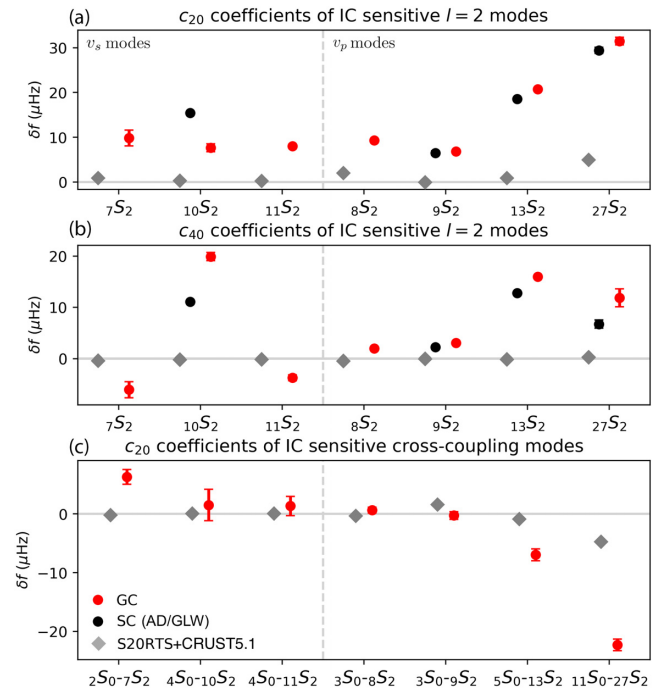 (a) c₂₀ coefficients of IC sensitive l = 2 modes
vₛ modes
vₚ modes
δf (μHz)
30
20
10
0
₇S₂ ₁₀S₂ ₁₁S₂ ₈S₂ ₉S₂ ₁₃S₂ ₂₇S₂
(b) c₄₀ coefficients of IC sensitive l = 2 modes
δf (μHz)
20
10
0
₇S₂ ₁₀S₂ ₁₁S₂ ₈S₂ ₉S₂ ₁₃S₂ ₂₇S₂
(c) c₂₀ coefficients of IC sensitive cross-coupling modes
δf (μHz)
0
−10
−20
GC
SC (AD/GLW)
S20RTS+CRUST5.1
₂S₀-₇S₂ ₄S₀-₁₀S₂ ₄S₀-₁₁S₂ ₃S₀-₈S₂ ₃S₀-₉S₂ ₅S₀-₁₃S₂ ₁₁S₀-₂₇S₂